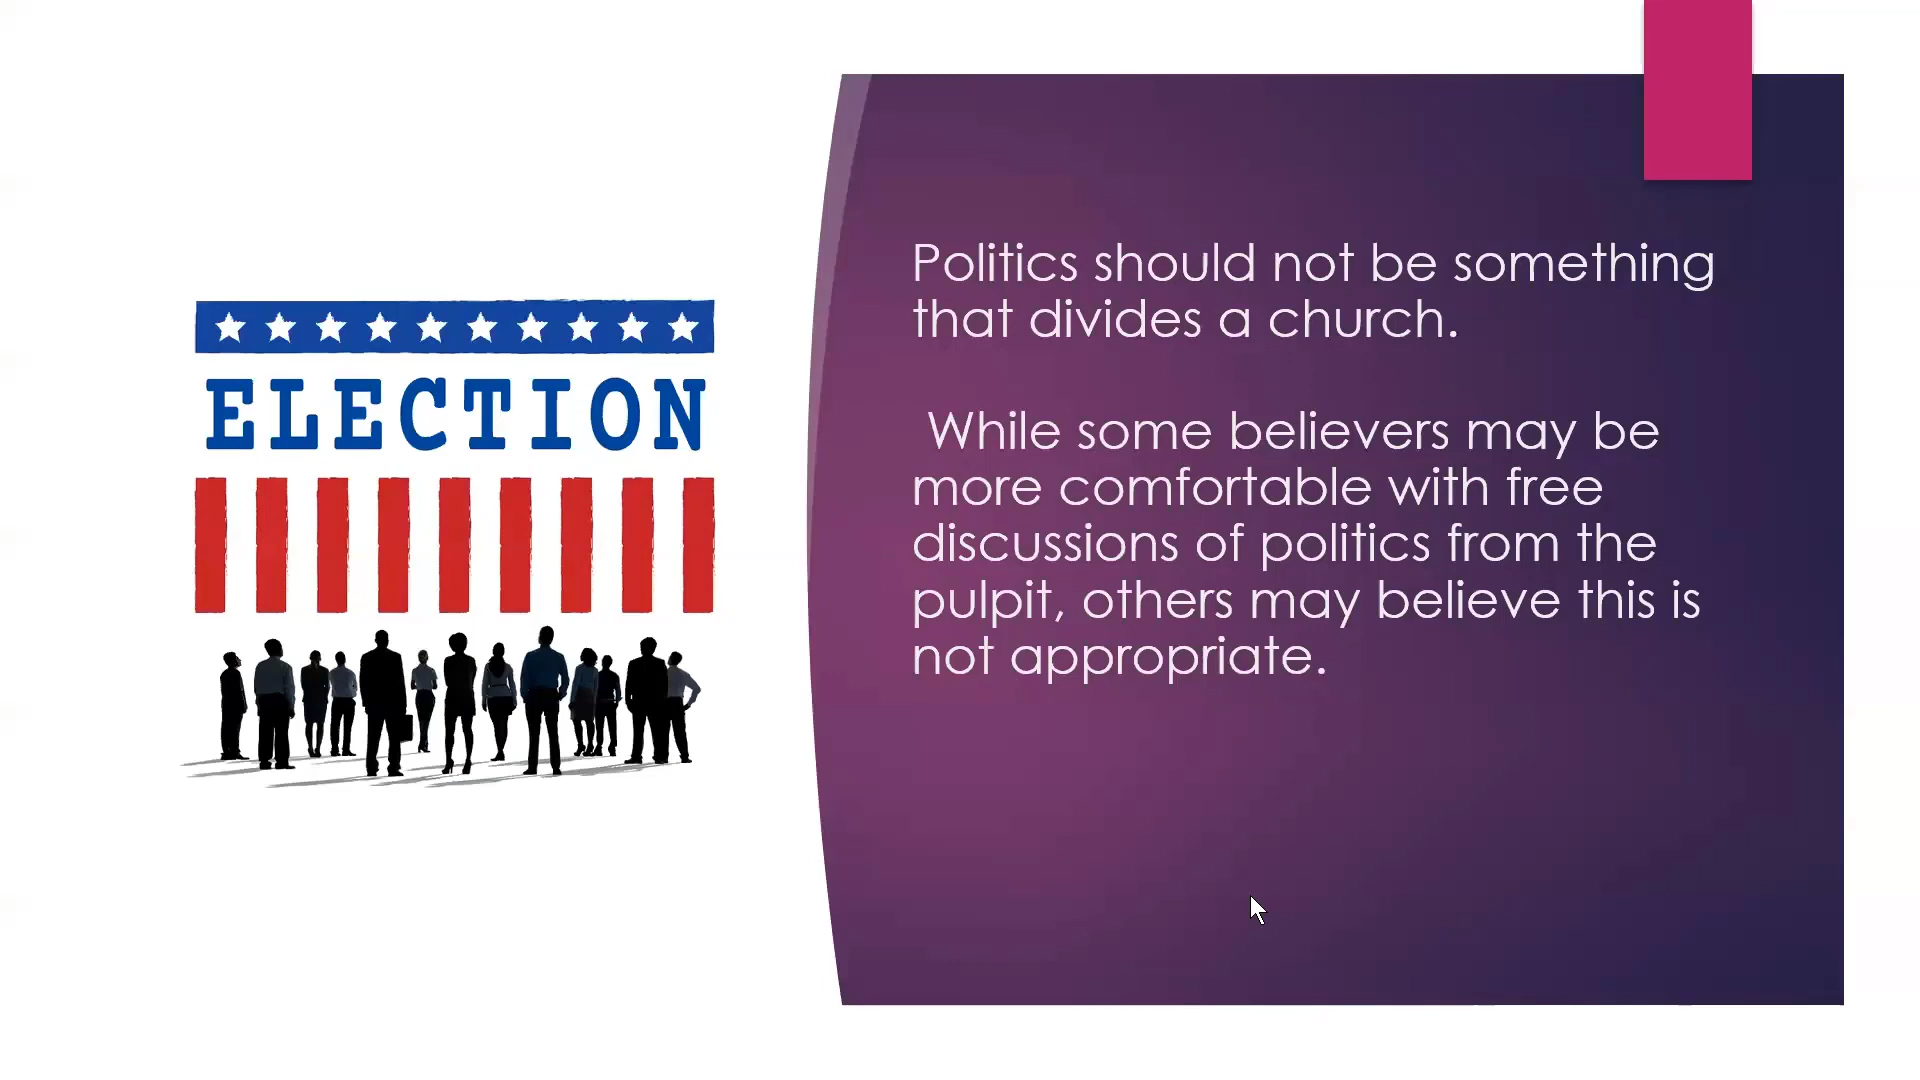 ELECTION
Politics should not be something
that divides a church.
While some believers may be
more comfortable with free
discussions of politics from the
pulpit, others may believe this is
not appropriate.